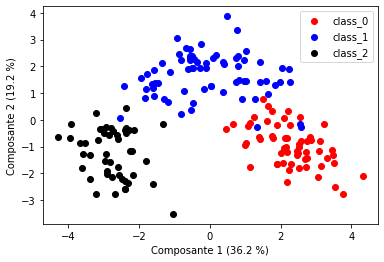 class_0
class_1
class_2
4
3
2
1
0
−1
−2
−3
Composante 2 (19.2 %)
−4
−2
0
2
4
Composante 1 (36.2 %)